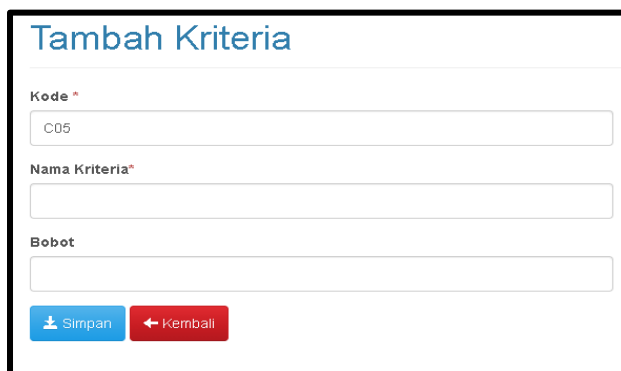 Tambah Kriteria
Kode *
C05
Nama Kriteria*
Bobot
Simpan
Kembali